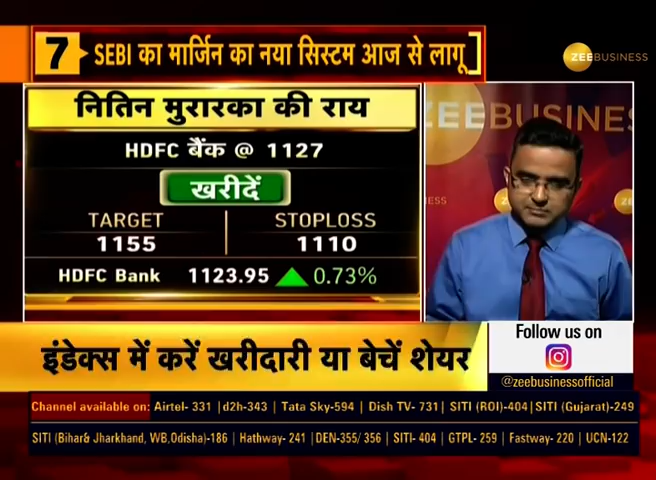 7
SEBI का मार्जिन का नया सिस्टम आज से लागू
ZEEBUSINESS
नितिन मुरारका की राय
HDFC बैंक @ 1127
खरीदें
TARGET
STOPLOSS
1155
1110
HDFC Bank 1123.95 0.73%
ZEEBUSINES
ESS
ZEE
इंडेक्स में करें खरीदारी या बेचें शेयर
Follow us on
@zeebusinessofficial
Channel available on: Airtel- 331 |d2h-343 | Tata Sky-594 | Dish TV- 731| SITI (ROI)-404| SITI (Gujarat)-249
SITI (Bihar& Jharkhand, WB,Odisha)-186 |Hathway- 241 |DEN-355/ 356 | SITI- 404 | GTPL- 259 | Fastway- 220 | UCN-122